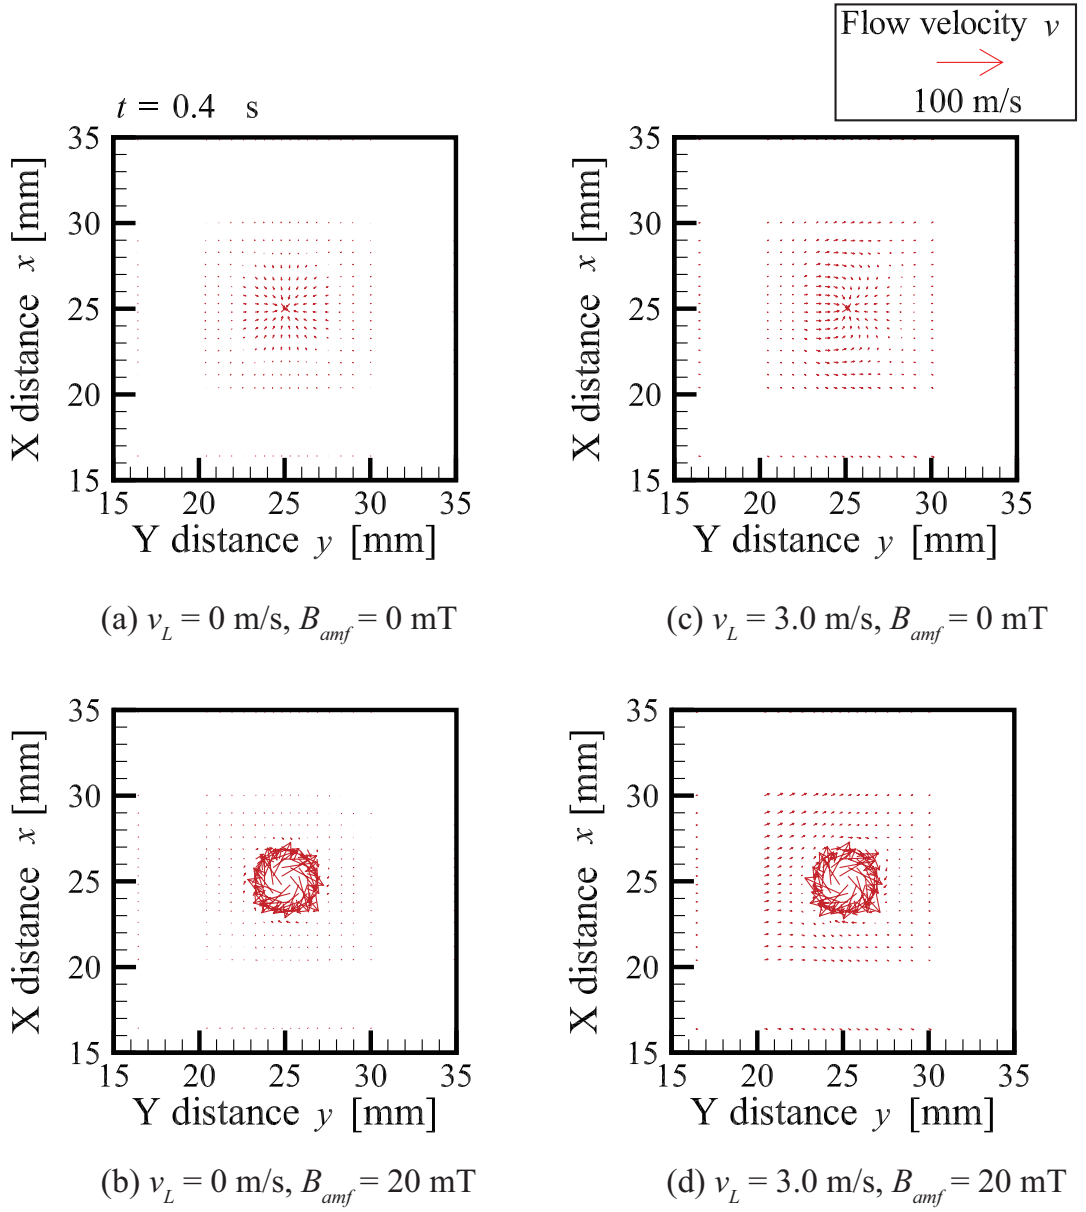 Flow velocity v
100 m/s
t = 0.4 s
35
30
25
20
15
X distance x [mm]
15 20 25 30 35
Y distance y [mm]
(a) v_L = 0 m/s, B_amf = 0 mT
35
30
25
20
15
X distance x [mm]
15 20 25 30 35
Y distance y [mm]
(c) v_L = 3.0 m/s, B_amf = 0 mT
35
30
25
20
15
X distance x [mm]
15 20 25 30 35
Y distance y [mm]
(b) v_L = 0 m/s, B_amf = 20 mT
35
30
25
20
15
X distance x [mm]
15 20 25 30 35
Y distance y [mm]
(d) v_L = 3.0 m/s, B_amf = 20 mT